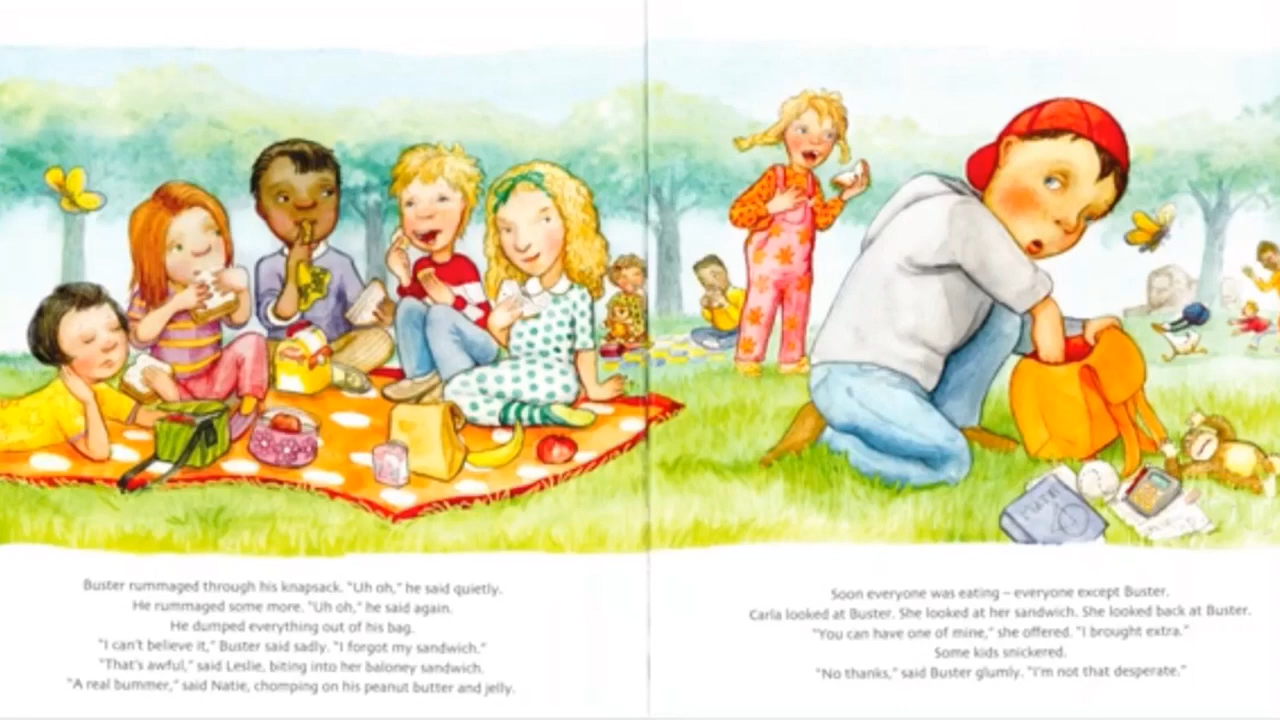 Buster rummaged through his knapsack. "Uh oh," he said quietly.
He rummaged some more. "Uh oh," he said again.
He dumped everything out of his bag.
"I can't believe it," Buster said sadly. "I forgot my sandwich."
"That's awful," said Leslie, biting into her baloney sandwich.
"A real bummer," said Natie, chomping on his peanut butter and jelly.
MATH
Soon everyone was eating – everyone except Buster.
Carla looked at Buster. She looked at her sandwich. She looked back at Buster.
"You can have one of mine," she offered. "I brought extra."
Some kids snickered.
"No thanks," said Buster glumly. "I'm not that desperate."